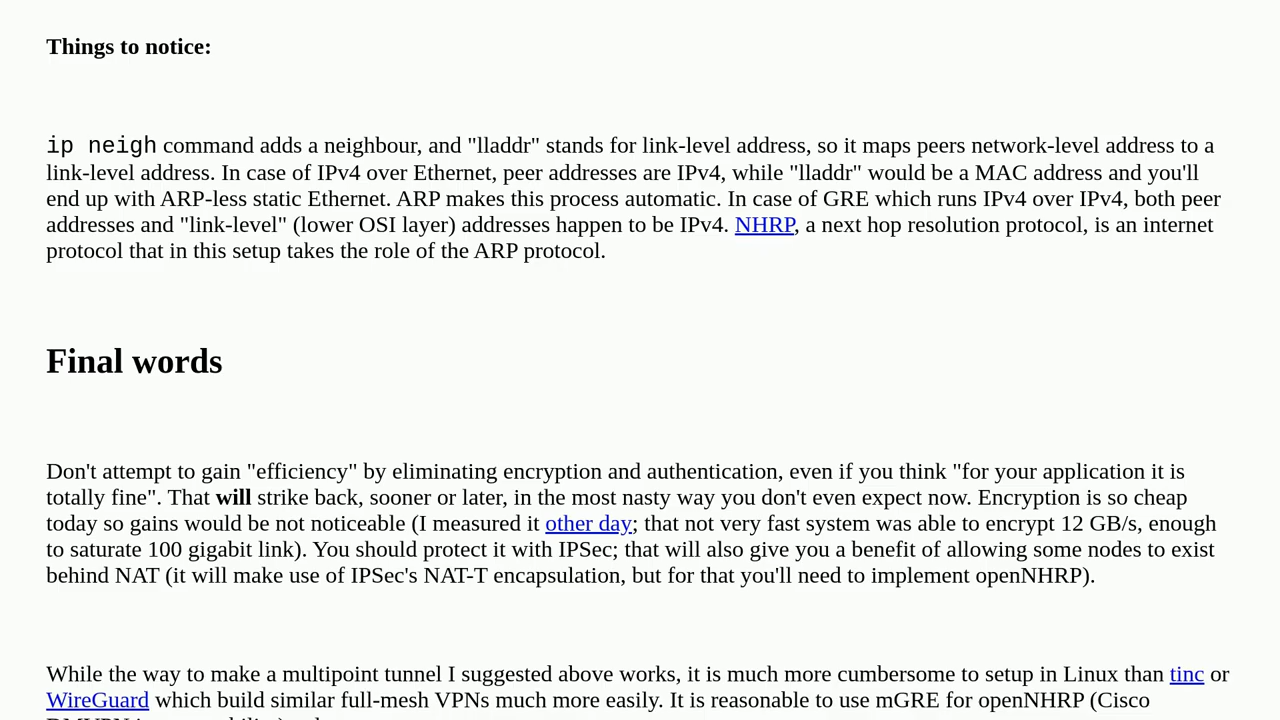 Things to notice:
ip neigh command adds a neighbour, and "lladdr" stands for link-level address, so it maps peers network-level address to a
link-level address. In case of IPv4 over Ethernet, peer addresses are IPv4, while "lladdr" would be a MAC address and you'll
end up with ARP-less static Ethernet. ARP makes this process automatic. In case of GRE which runs IPv4 over IPv4, both peer
addresses and "link-level" (lower OSI layer) addresses happen to be IPv4. NHRP, a next hop resolution protocol, is an internet
protocol that in this setup takes the role of the ARP protocol.
Final words
Don't attempt to gain "efficiency" by eliminating encryption and authentication, even if you think "for your application it is
totally fine". That will strike back, sooner or later, in the most nasty way you don't even expect now. Encryption is so cheap
today so gains would be not noticeable (I measured it other day; that not very fast system was able to encrypt 12 GB/s, enough
to saturate 100 gigabit link). You should protect it with IPSec; that will also give you a benefit of allowing some nodes to exist
behind NAT (it will make use of IPSec's NAT-T encapsulation, but for that you'll need to implement openNHRP).
While the way to make a multipoint tunnel I suggested above works, it is much more cumbersome to setup in Linux than tinc or
WireGuard which build similar full-mesh VPNs much more easily. It is reasonable to use mGRE for openNHRP (Cisco